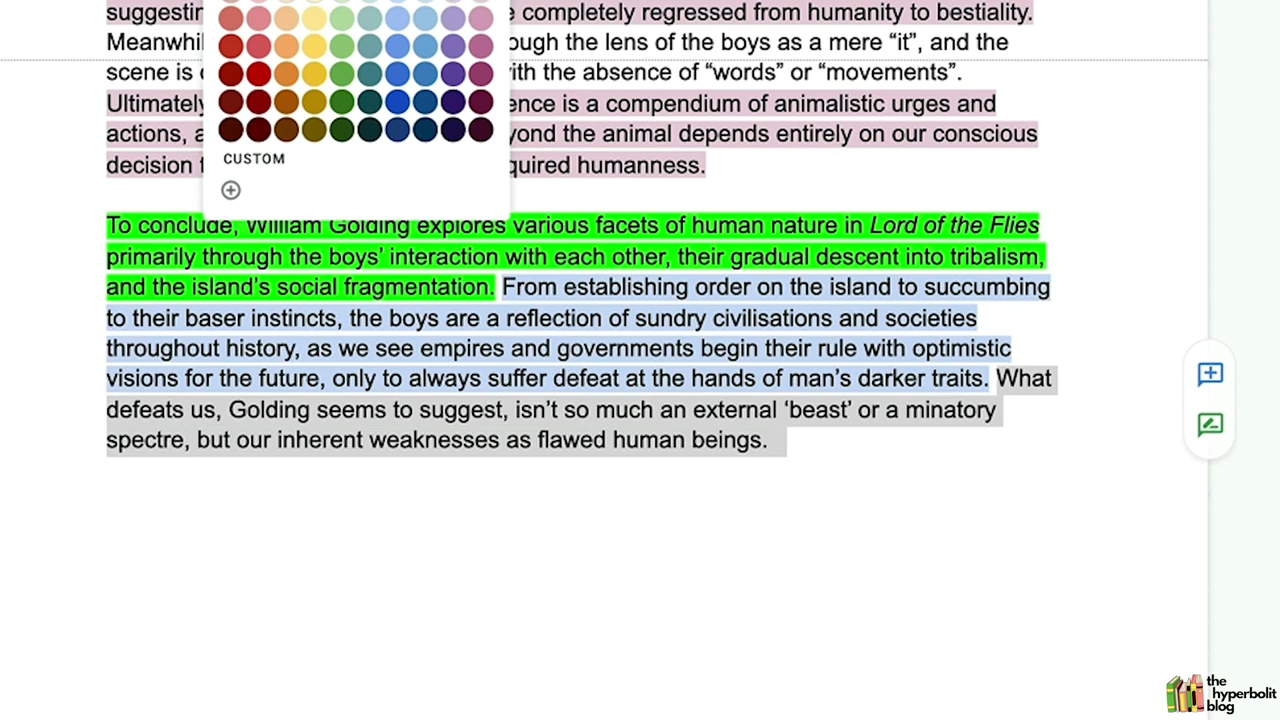 suggestin completely regressed from humanity to bestiality.
Meanwhil ough the lens of the boys as a mere “it”, and the
scene is with the absence of “words” or “movements”.
Ultimately ence is a compendium of animalistic urges and
actions, a yond the animal depends entirely on our conscious
decision quired humanness.
CUSTOM
To conclude, William Golding explores various facets of human nature in Lord of the Flies
primarily through the boys’ interaction with each other, their gradual descent into tribalism,
and the island’s social fragmentation. From establishing order on the island to succumbing
to their baser instincts, the boys are a reflection of sundry civilisations and societies
throughout history, as we see empires and governments begin their rule with optimistic
visions for the future, only to always suffer defeat at the hands of man’s darker traits. What
defeats us, Golding seems to suggest, isn’t so much an external ‘beast’ or a minatory
spectre, but our inherent weaknesses as flawed human beings.
the
hyperbolit
blog